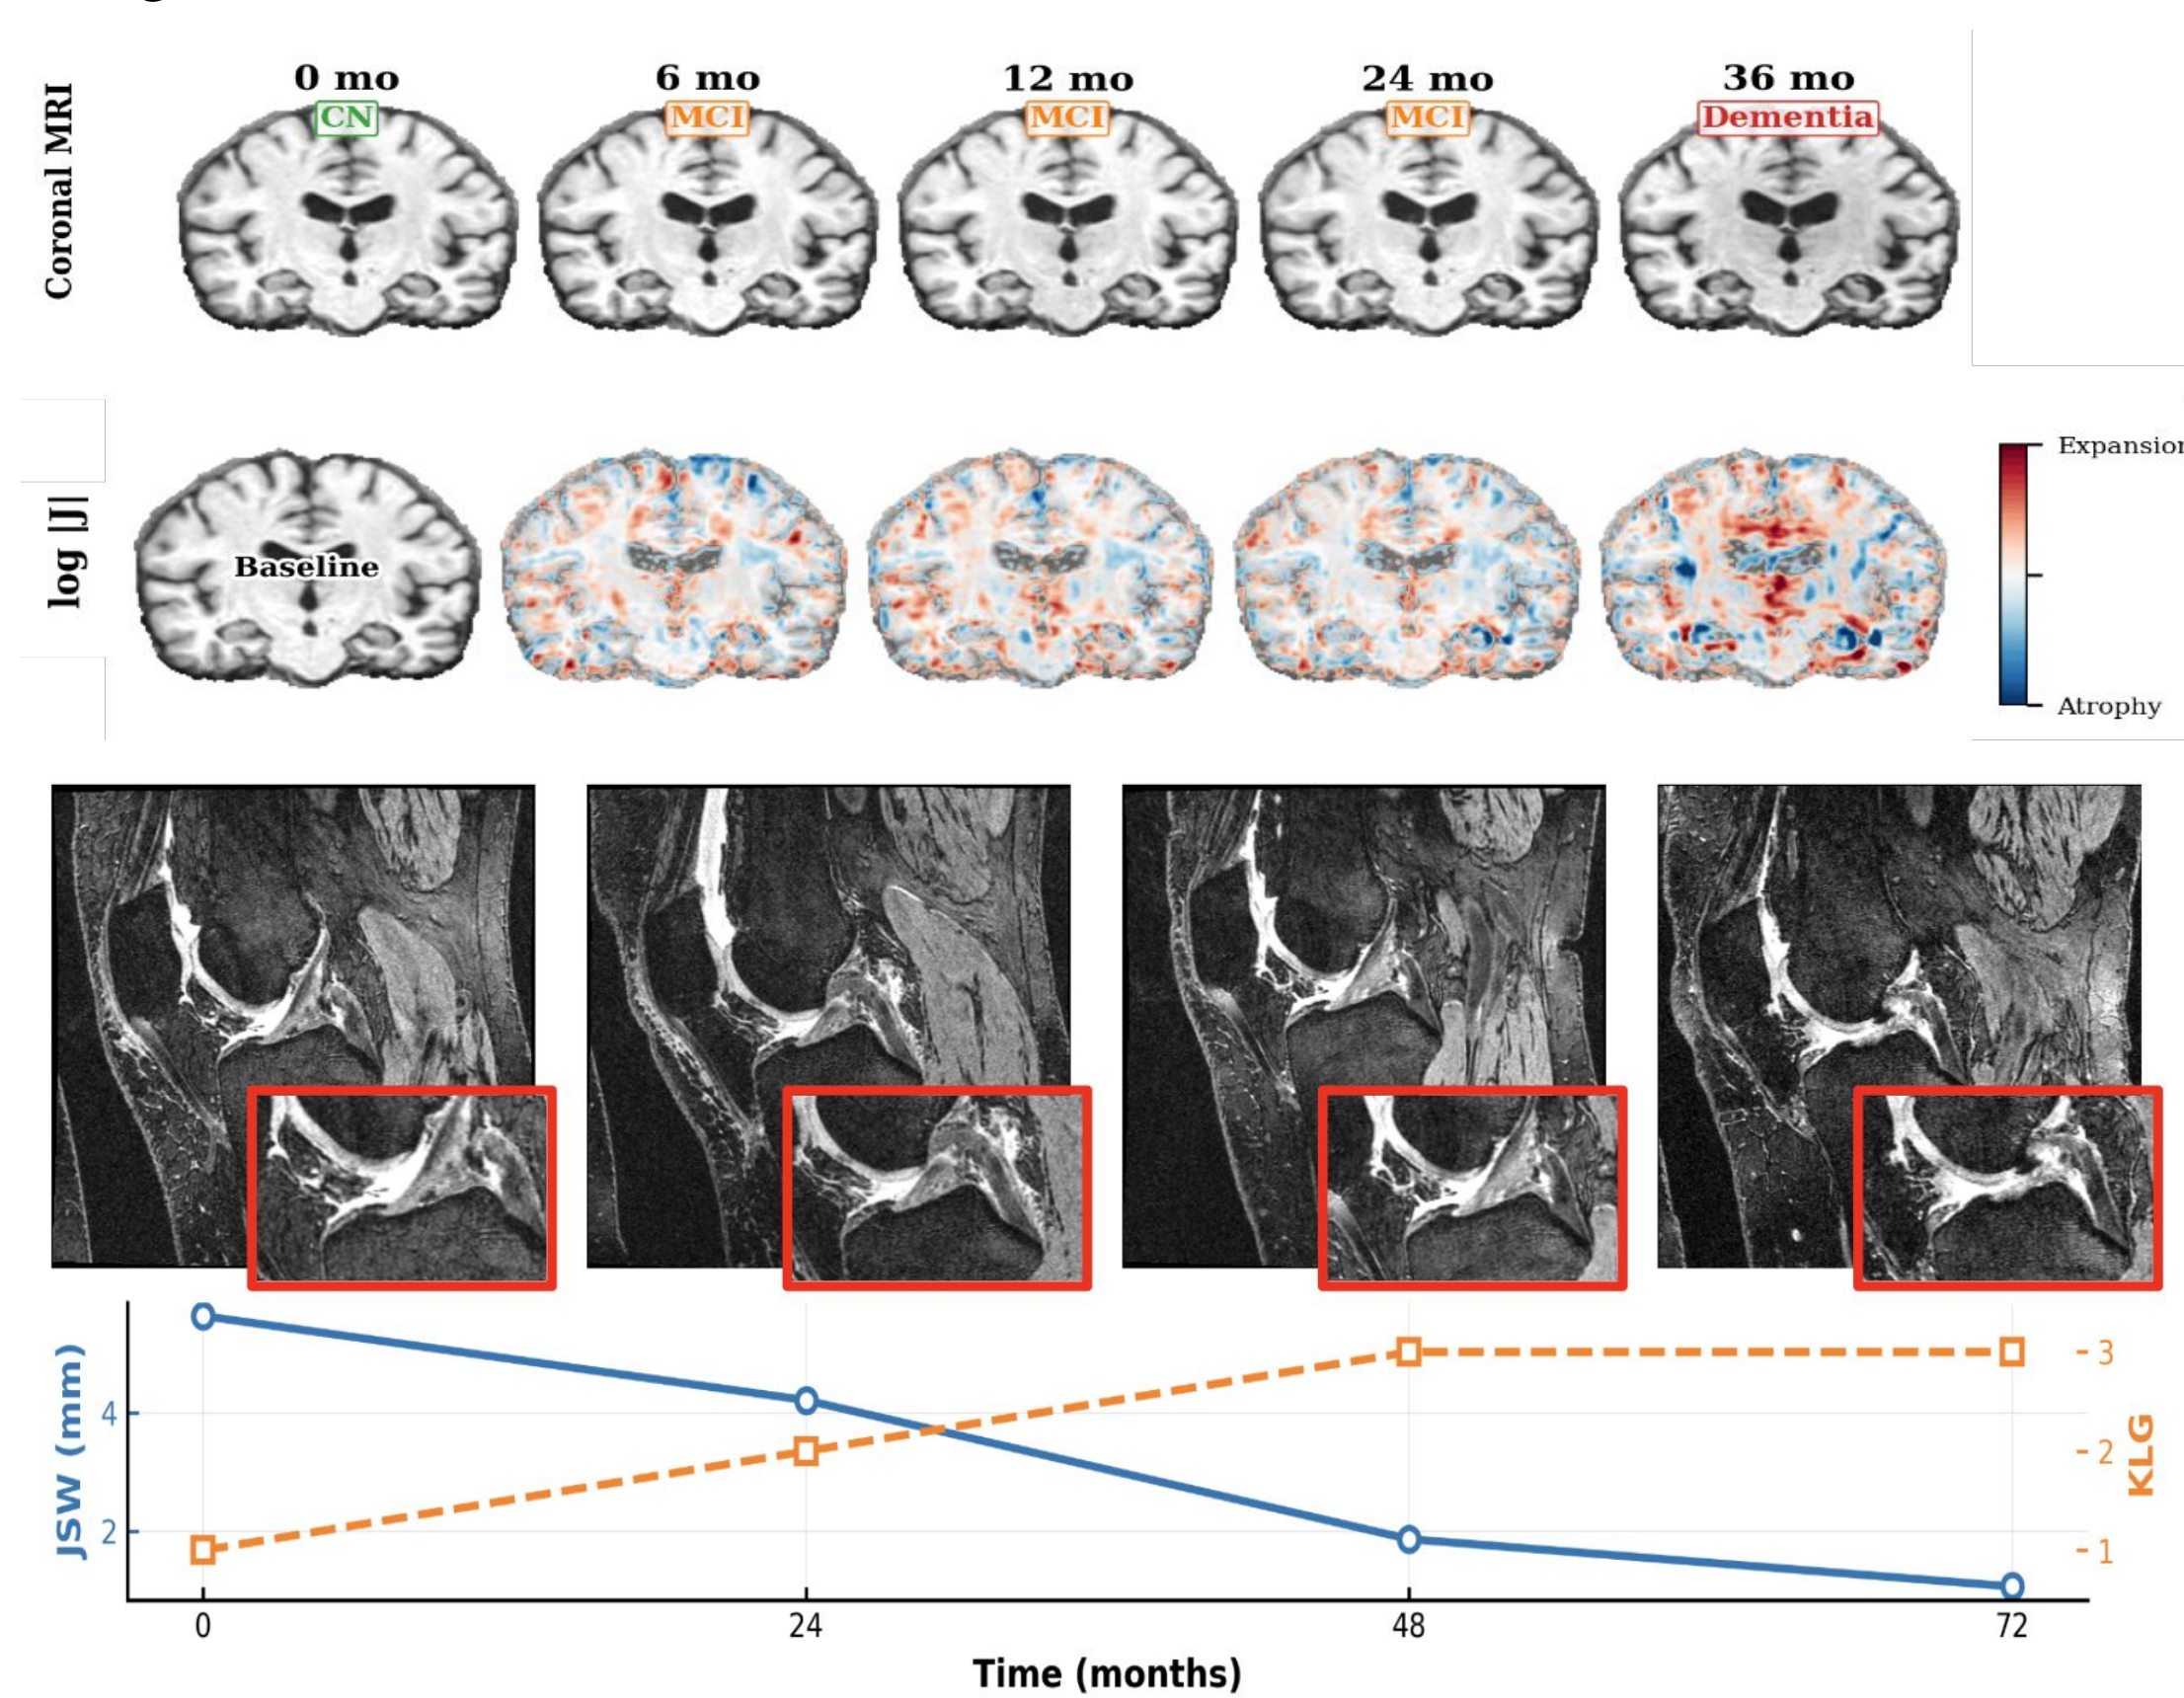 0 mo
6 mo
12 mo
24 mo
36 mo
CN
MCI
MCI
MCI
Dementia
Coronal MRI
log |J|
Baseline
Expansion
Atrophy
JSW (mm)
4
2
3
2
1
KLG
0
24
48
72
Time (months)